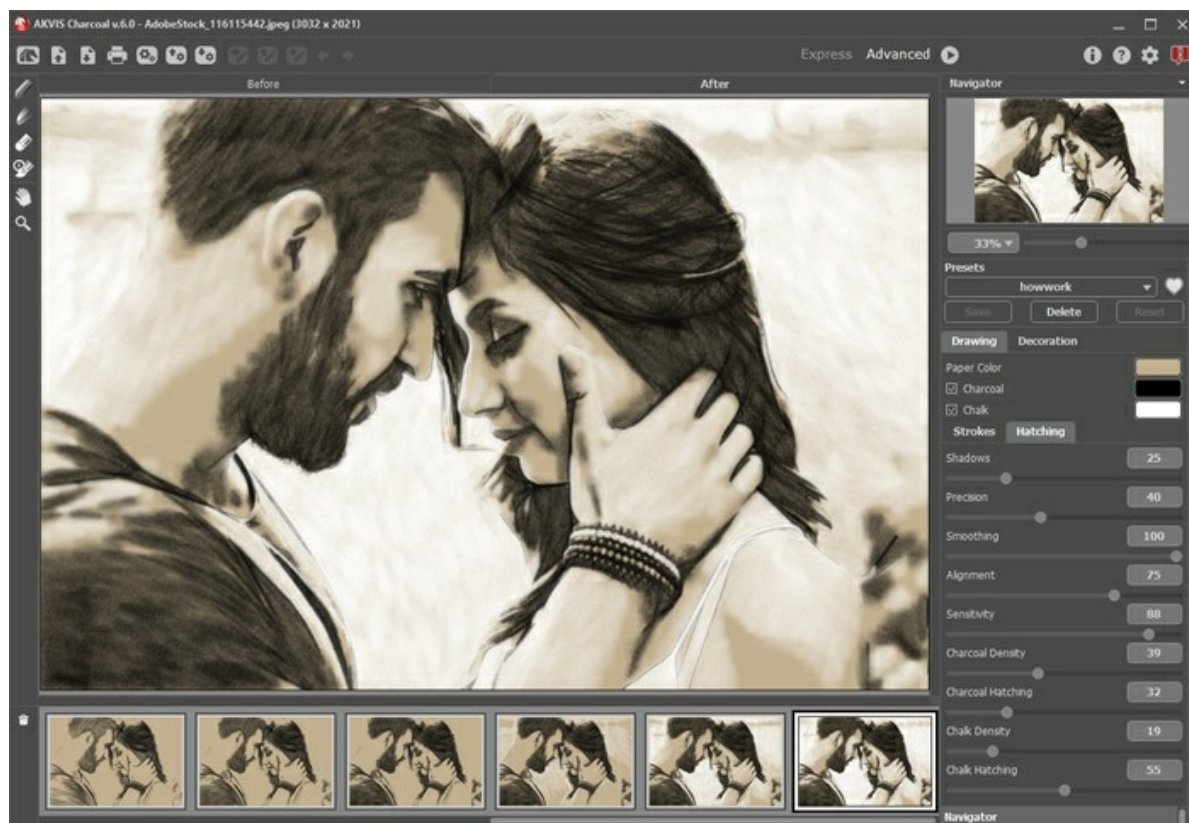 AKVIS Charcoal v.6.0 - AdobeStock_116115442.jpeg (3032 x 2021)
Express Advanced
Before After
Navigator
33%
Presets
howwork
Save Delete Reset
Drawing Decoration
Paper Color
Charcoal
Chalk
Strokes Hatching
Shadows 25
Precision 40
Smoothing 100
Alignment 75
Sensitivity 88
Charcoal Density 39
Charcoal Hatching 32
Chalk Density 19
Chalk Hatching 55
Navigator